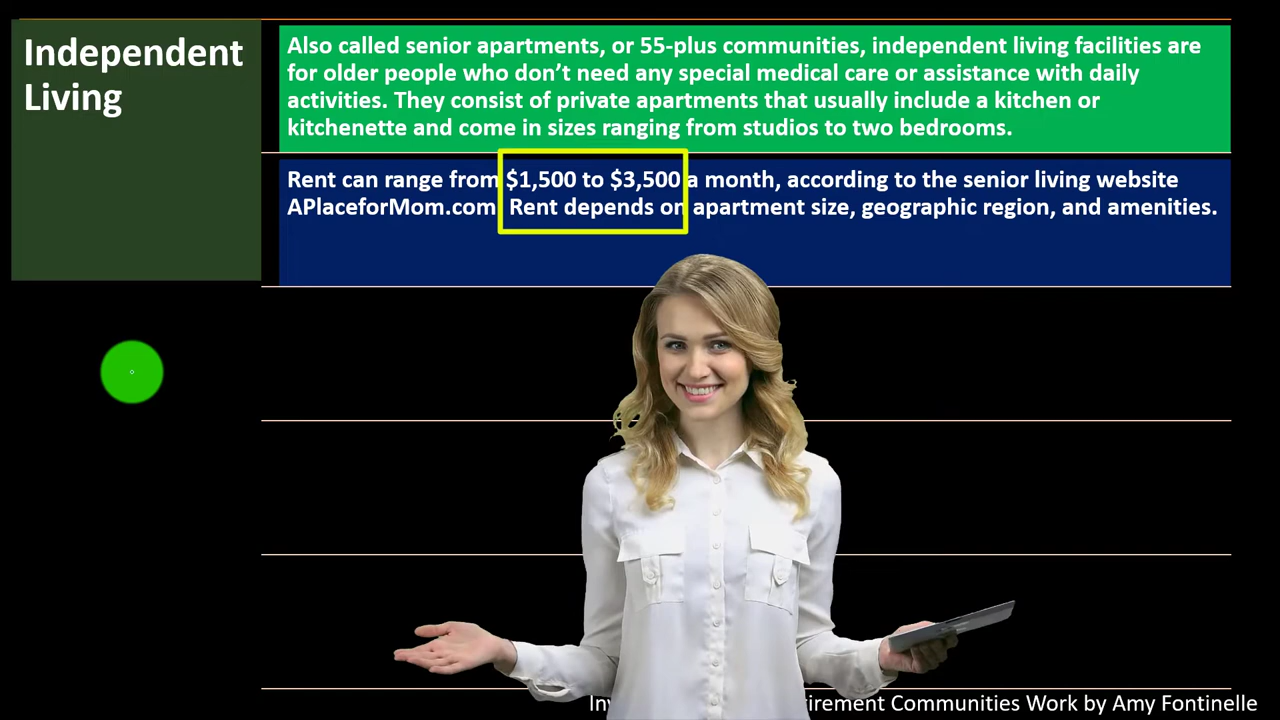 Independent
Living
Also called senior apartments, or 55-plus communities, independent living facilities are
for older people who don’t need any special medical care or assistance with daily
activities. They consist of private apartments that usually include a kitchen or
kitchenette and come in sizes ranging from studios to two bedrooms.
Rent can range from $1,500 to $3,500 a month, according to the senior living website
APlaceforMom.com Rent depends on apartment size, geographic region, and amenities.
Communities Work by Amy Fontinelle